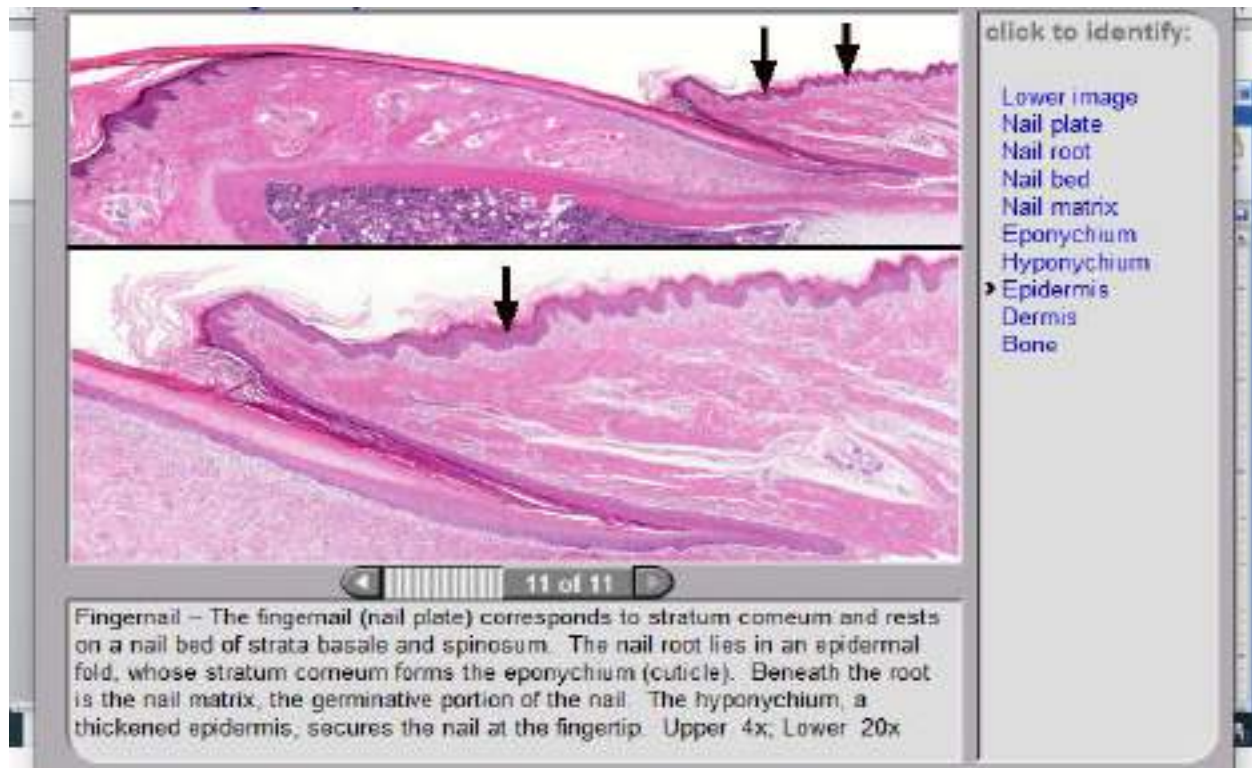 click to identify:
Lower image
Nail plate
Nail root
Nail bed
Nail matrix
Eponychium
Hyponychium
Epidermis
Dermis
Bone
11 of 11
Fingernail – The fingernail (nail plate) corresponds to stratum corneum and rests
on a nail bed of strata basale and spinosum. The nail root lies in an epidermal
fold, whose stratum corneum forms the eponychium (cuticle). Beneath the root
is the nail matrix, the germinative portion of the nail. The hyponychium, a
thickened epidermis, secures the nail at the fingertip. Upper 4x; Lower 20x